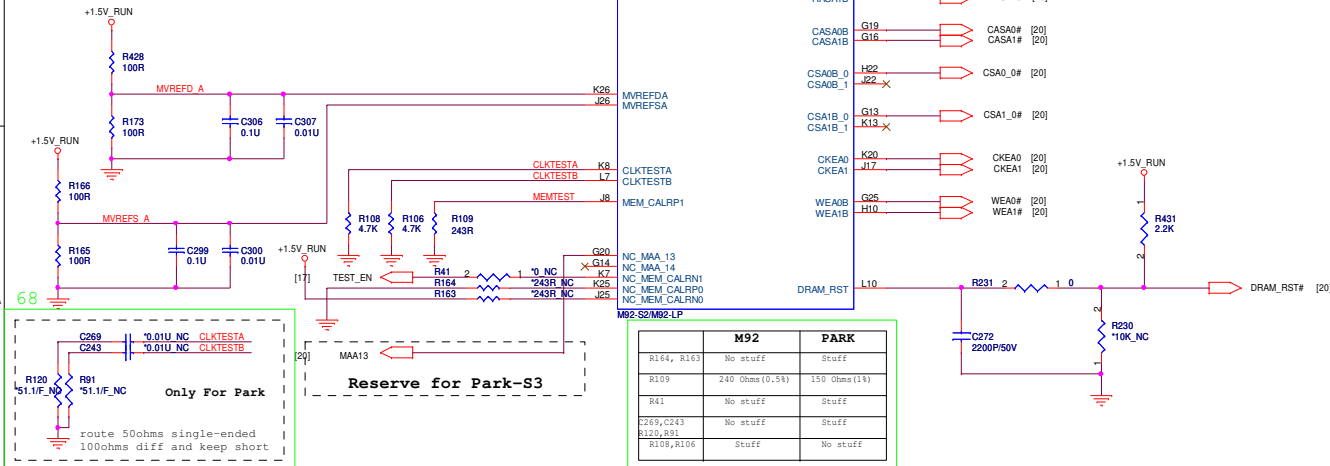 +1.5V_RUN
R428
100R
MVREFD_A
R173
100R
C306
0.1U
C307
0.01U
+1.5V_RUN
R166
100R
MVREFS_A
R165
100R
C299
0.1U
C300
0.01U
K26
MVREFDA
J26
MVREFSA
CLKTESTA
K8
CLKTESTA
CLKTESTB
L7
CLKTESTB
MEMTEST
J8
MEM_CALRP1
R108
4.7K
R106
4.7K
R109
243R
+1.5V_RUN
[17]
TEST_EN
R41 2 1 *0_NC
R164 *243R_NC
R163 *243R_NC
G20
NC_MAA_13
G14
NC_MAA_14
K7
NC_MEM_CALRN1
K25
NC_MEM_CALRP0
J25
NC_MEM_CALRN0
M92-S2/M92-LP
CASA0B G19 CASA0# [20]
CASA1B G16 CASA1# [20]
CSA0B_0 H22 CSA0_0# [20]
CSA0B_1 J22
CSA1B_0 G13 CSA1_0# [20]
CSA1B_1 K13
CKEA0 K20 CKEA0 [20]
CKEA1 J17 CKEA1 [20]
WEA0B G25 WEA0# [20]
WEA1B H10 WEA1# [20]
DRAM_RST L10
R231 2 1 0
+1.5V_RUN
1
R431
2.2K
2
DRAM_RST# [20]
C272
2200P/50V
2
R230
*10K_NC
1
68
C269 *0.01U_NC CLKTESTA
C243 *0.01U_NC CLKTESTB
R120
*51.1/F_NC
R91
*51.1/F_NC
Only For Park
route 50ohms single-ended
100ohms diff and keep short
[20]
MAA13
Reserve for Park-S3
M92 PARK
R164, R163 No stuff Stuff
R109 240 Ohms(0.5%) 150 Ohms(1%)
R41 No stuff Stuff
C269,C243
R120,R91 No stuff Stuff
R108,R106 Stuff No stuff